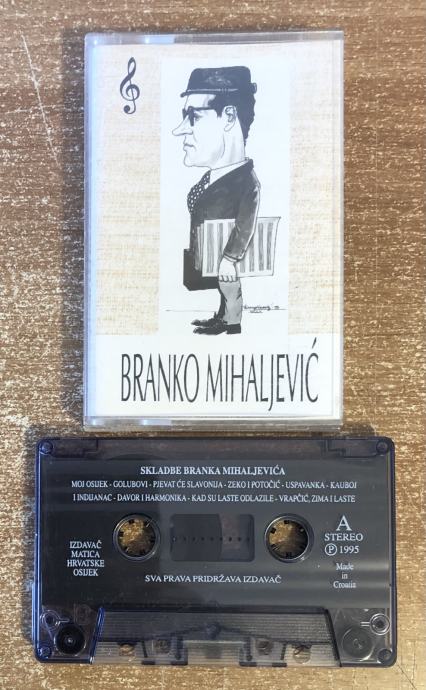 BRANKO MIHALJEVIĆ
SKLADBE BRANKA MIHALJEVIĆA
MOJ OSIJEK - GOLUBOVI - PJEVAT ĆE SLAVONIJA - ZEKO I POTOČIĆ - USPAVANKA - KAUBOJ
I INDIJANAC - DAVOR I HARMONIKA - KAD SU LASTE ODLAZILE - VRAPČIĆ, ZIMA I LASTE
IZDAVAČ
MATICA
HRVATSKE
OSIJEK
A
STEREO
Ⓟ 1995
Made
in
Croatia
SVA PRAVA PRIDRŽAVA IZDAVAČ